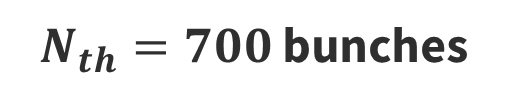 N_th = 700 bunches